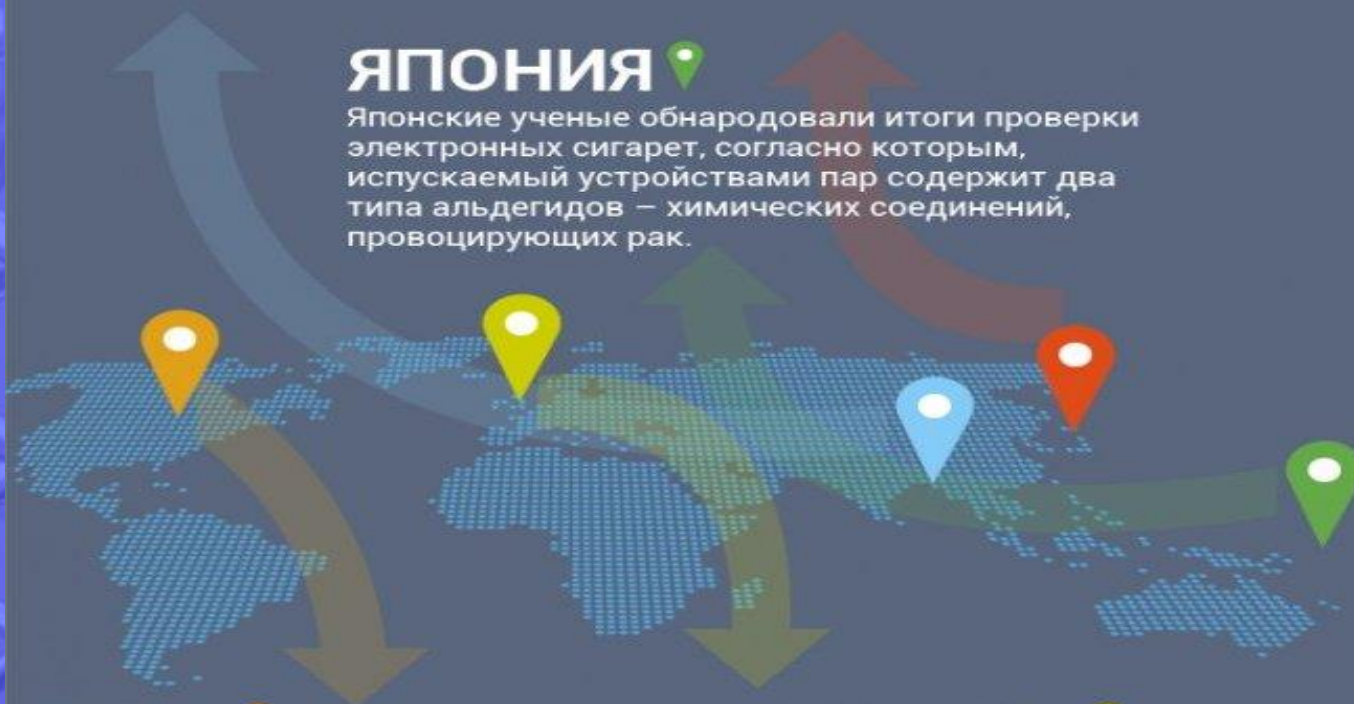 ЯПОНИЯ
Японские ученые обнародовали итоги проверки
электронных сигарет, согласно которым,
испускаемый устройствами пар содержит два
типа альдегидов – химических соединений,
провоцирующих рак.